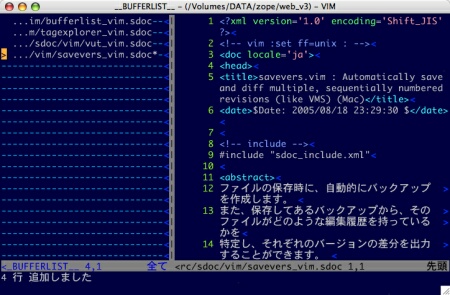 __BUFFERLIST__ - (/Volumes/DATA/zope/web_v3) - VIM
...im/bufferlist_vim.sdoc--<
...m/tagexplorer_vim.sdoc--<
.../sdoc/vim/vut_vim.sdoc--<
> .../vim/savevers_vim.sdoc*-<
<_BUFFERLIST__ 4,1 全て
1 <?xml version='1.0' encoding='Shift_JIS'
?><
2 <!-- vim :set ff=unix : --><
3 <doc locale='ja'><
4 <head><
5 <title>savevers.vim : Automatically save
and diff multiple, sequentially numbered
revisions (like VMS) (Mac)</title><
6 <date>$Date: 2005/08/18 23:29:30 $</date>
<
7 <
8 <!-- include --><
9 #include "sdoc_include.xml"<
10 <
11 <abstract><
12 ファイルの保存時に、自動的にバックアップ
を作成します。<
13 また、保存してあるバックアップから、その
ファイルがどのような編集履歴を持っている
かを<
14 特定し、それぞれのバージョンの差分を出力
することができます。<
<rc/sdoc/vim/savevers_vim.sdoc 1,1 先頭
4 行 追加しました